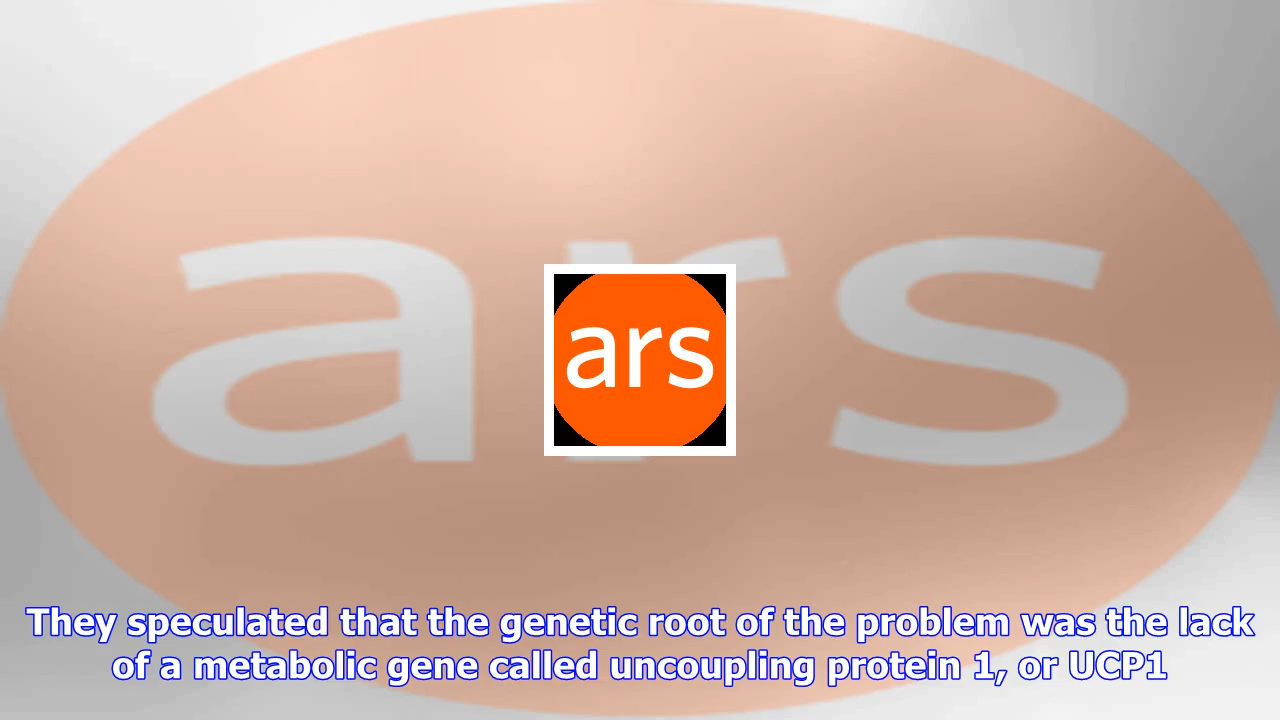 ars
ars
They speculated that the genetic root of the problem was the lack
of a metabolic gene called uncoupling protein 1, or UCP1